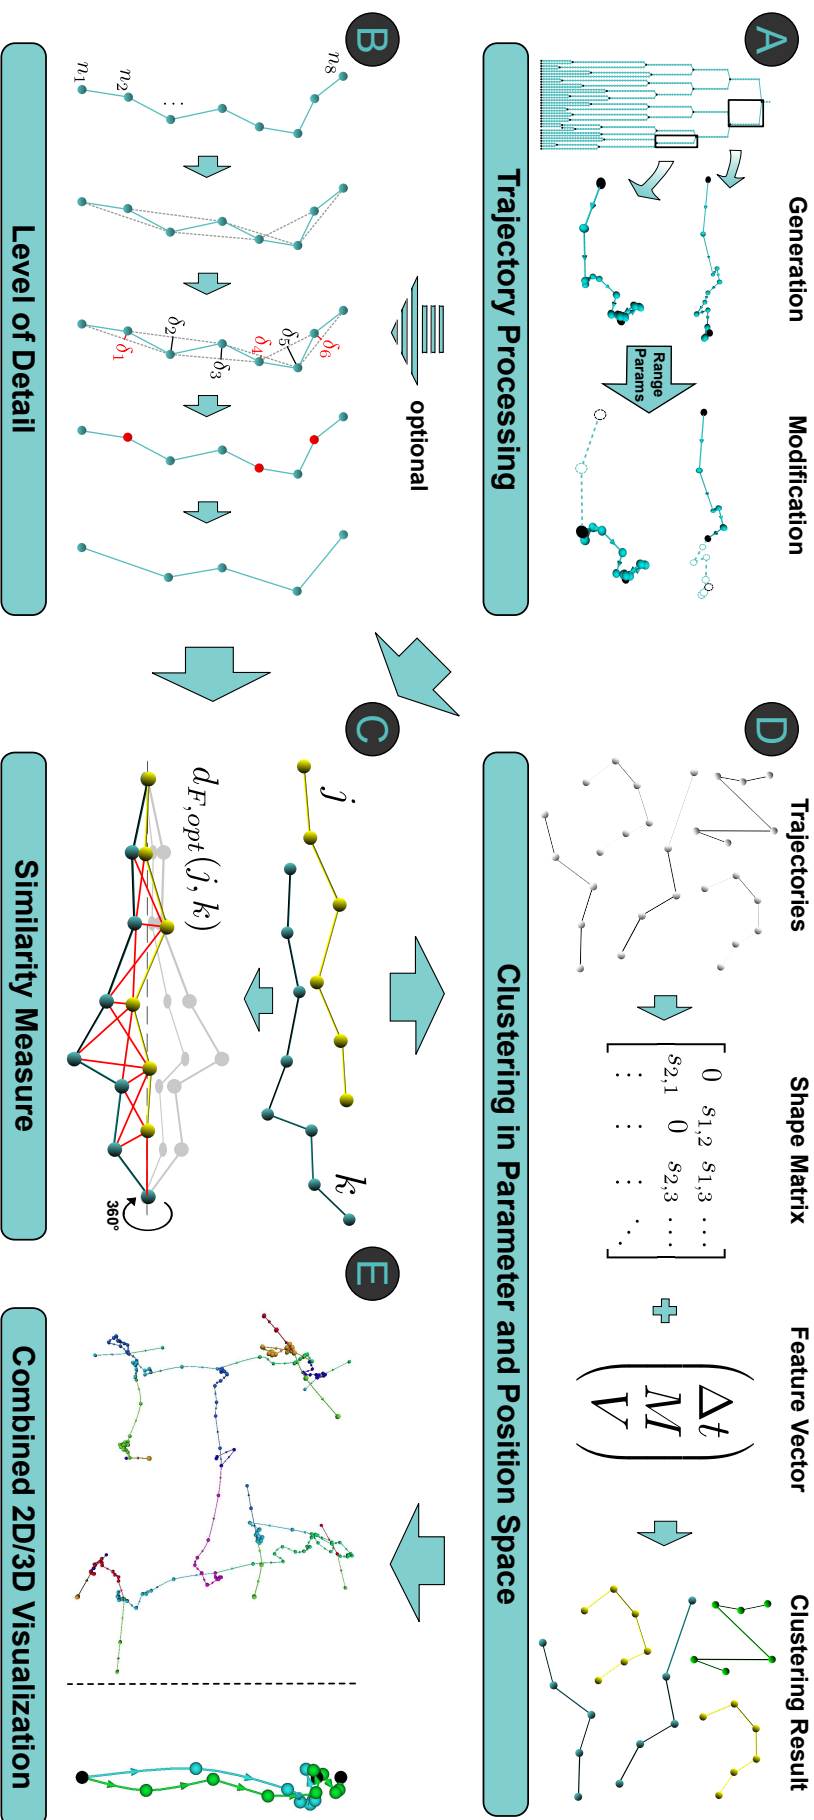 A
Generation
Modification
Range
Params
Trajectory Processing
optional
B
n₁
n₂
...
n₈
δ₁
δ₂
δ₃
δ₄
δ₅
δ₆
Level of Detail
C
j
k
d_{F,opt}(j, k)
360°
Similarity Measure
D
Trajectories
Shape Matrix
Feature Vector
Clustering Result
0 s₁,₂ s₁,₃ ⋯
s₂,₁ 0 s₂,₃ ⋯
⋮ ⋮ ⋮ ⋱
+
Δt
M
V
Clustering in Parameter and Position Space
E
Combined 2D/3D Visualization